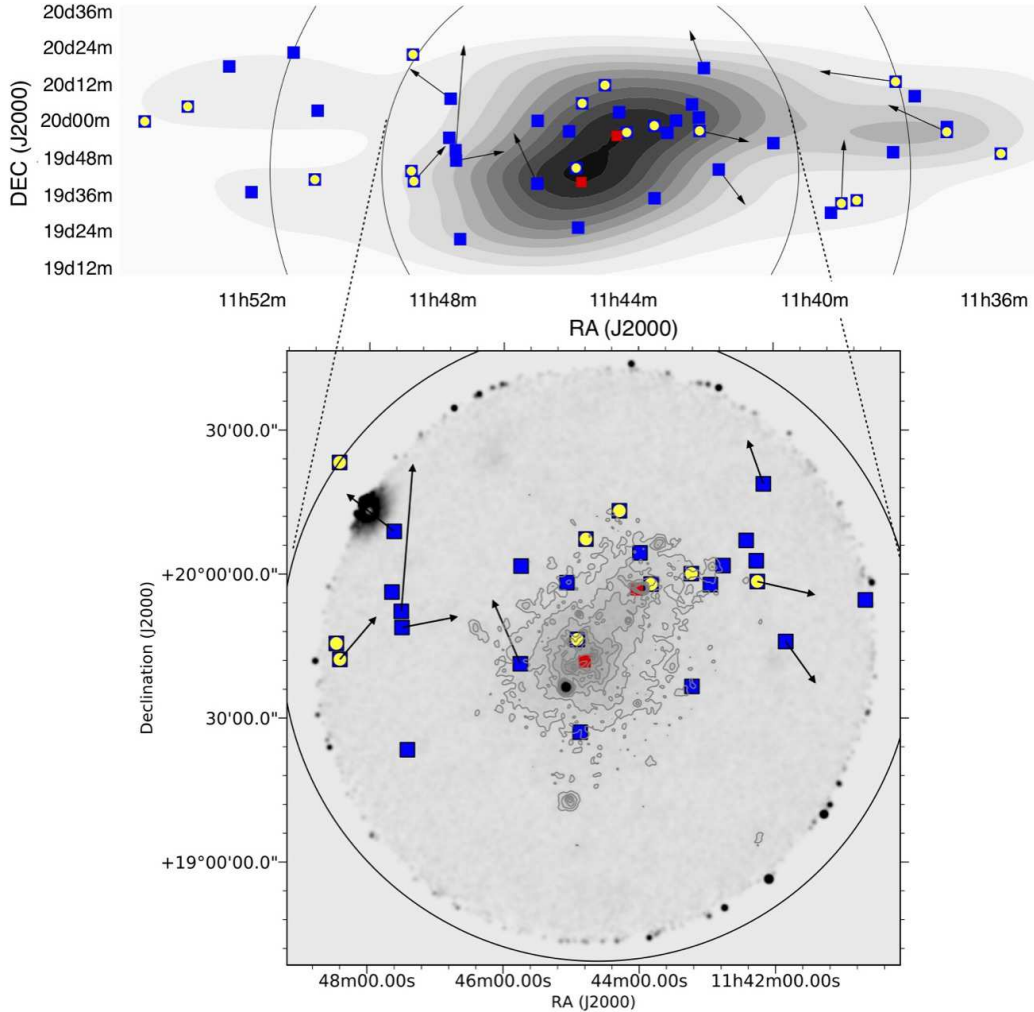 20d36m
20d24m
20d12m
20d00m
19d48m
19d36m
19d24m
19d12m
DEC (J2000)
11h52m 11h48m 11h44m 11h40m 11h36m
RA (J2000)
30'00.0"
+20°00'00.0"
30'00.0"
+19°00'00.0"
Declination (J2000)
48m00.00s 46m00.00s 44m00.00s 11h42m00.00s
RA (J2000)